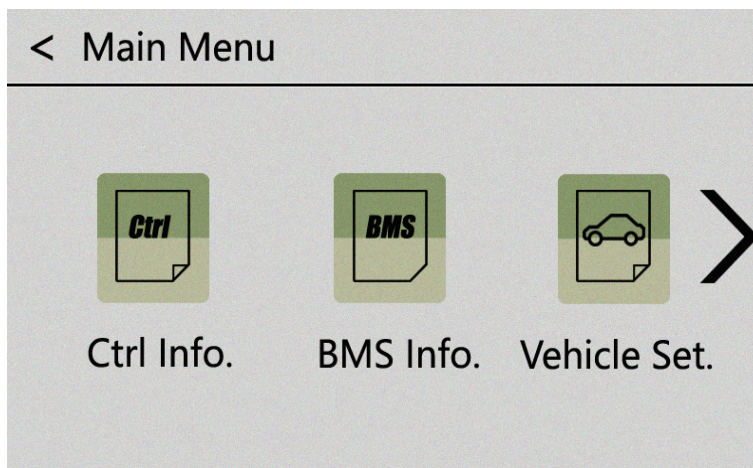 < Main Menu
Ctrl
BMS
Ctrl Info.
BMS Info.
Vehicle Set.